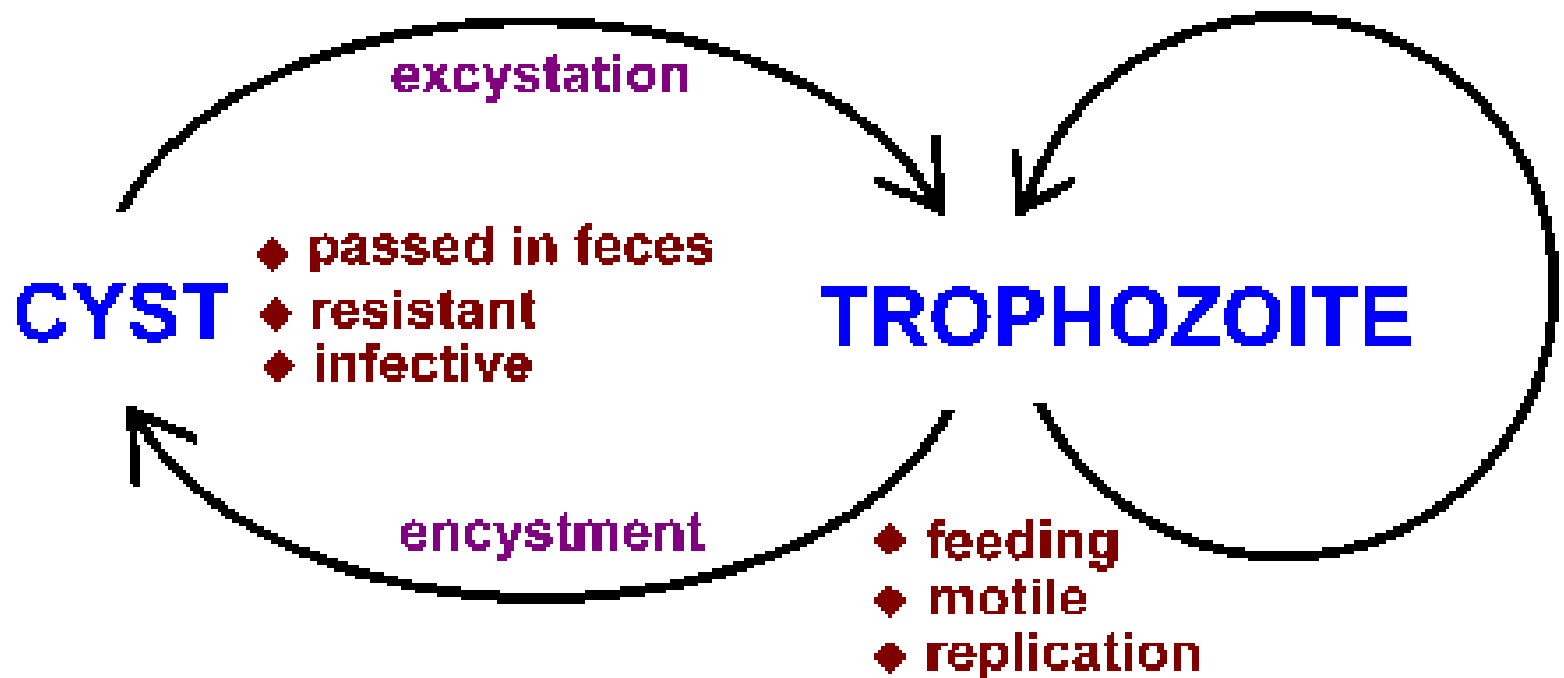 excystation
CYST
◆ passed in feces
◆ resistant
◆ infective
TROPHOZOITE
encystment
◆ feeding
◆ motile
◆ replication